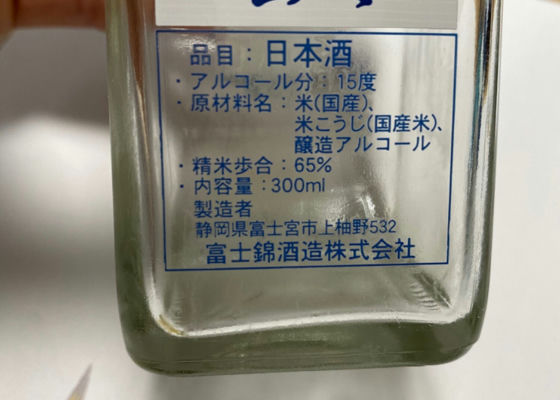 品目：日本酒
・アルコール分：15度
・原材料名：米(国産)、
米こうじ(国産米)、
醸造アルコール
・精米歩合：65%
・内容量：300ml
製造者
静岡県富士宮市上柚野532
富士錦酒造株式会社